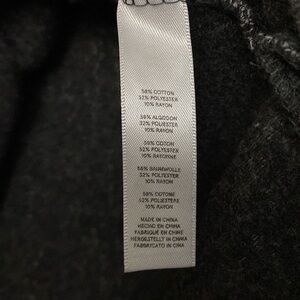 58% COTTON
32% POLYESTER
10% RAYON
58% ALGODON
32% POLIESTER
10% RAYON
58% COTON
32% POLYESTER
10% RAYONNE
58% BAUMWOLLE
32% POLYESTER
10% RAYON
58% COTONE
32% POLIESTERE
10% RAYON
MADE IN CHINA
HECHO EN CHINA
FABRIQUE EN CHINE
HERGESTELLT IN CHINA
FABRICATO IN CINA